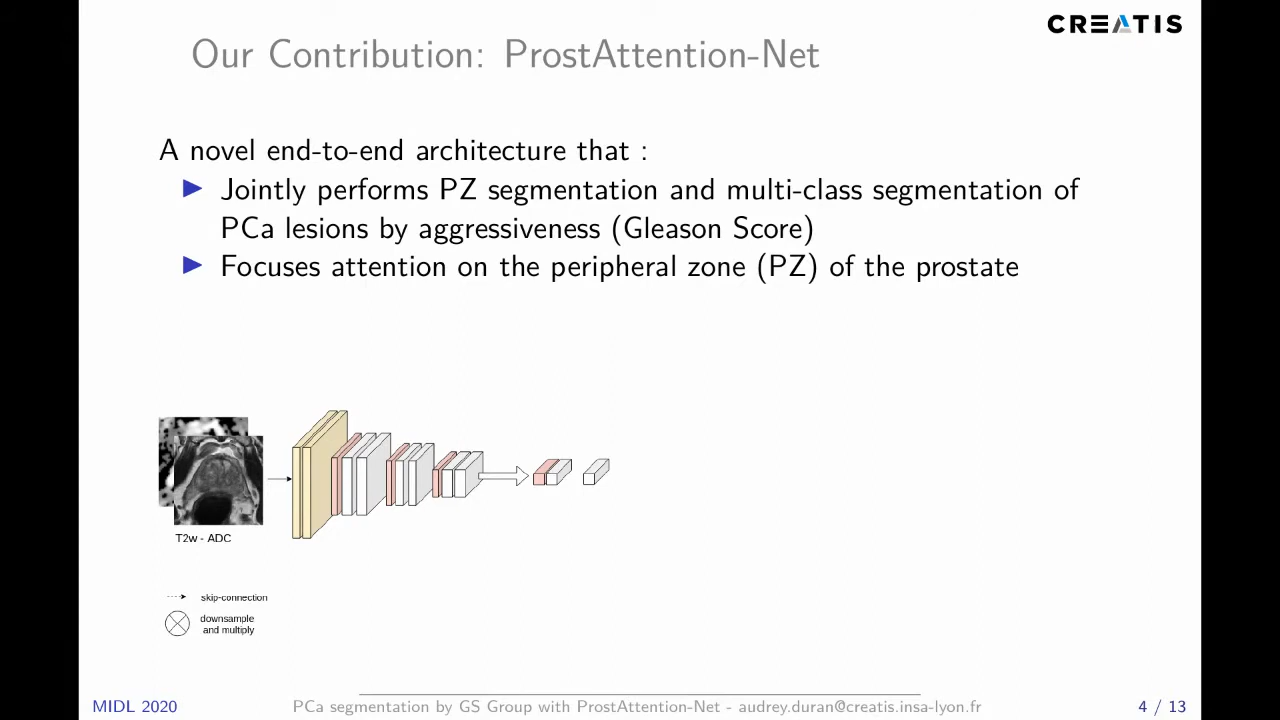 CREATIS
Our Contribution: ProstAttention-Net
A novel end-to-end architecture that :
Jointly performs PZ segmentation and multi-class segmentation of
PCa lesions by aggressiveness (Gleason Score)
Focuses attention on the peripheral zone (PZ) of the prostate
T2w - ADC
skip-connection
downsample
and multiply
MIDL 2020
PCa segmentation by GS Group with ProstAttention-Net - audrey.duran@creatis.insa-lyon.fr
4 / 13